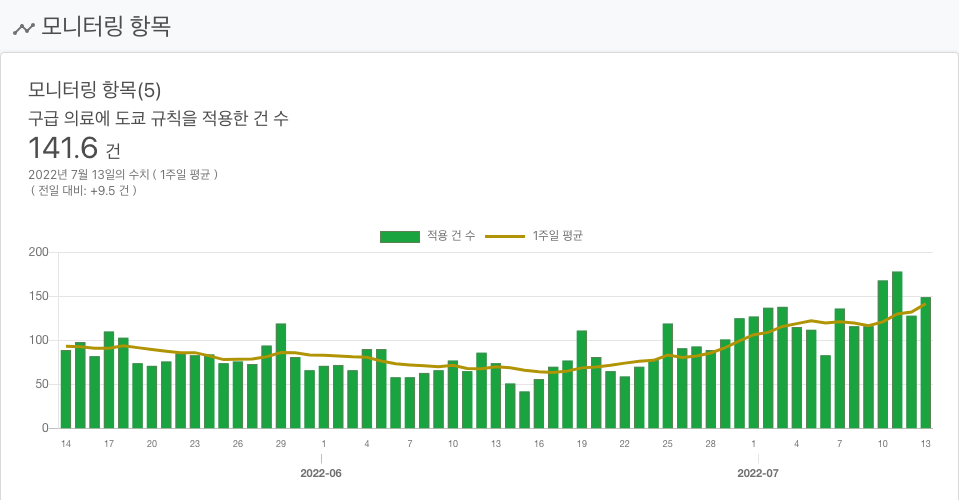 모니터링 항목
모니터링 항목(5)
구급 의료에 도쿄 규칙을 적용한 건 수
141.6 건
2022년 7월 13일의 수치 ( 1주일 평균 )
( 전일 대비: +9.5 건 )
적용 건 수 1주일 평균
200
150
100
50
0
14 17 20 23 26 29 1 4 7 10 13 16 19 22 25 28 1 4 7 10 13
2022-06 2022-07